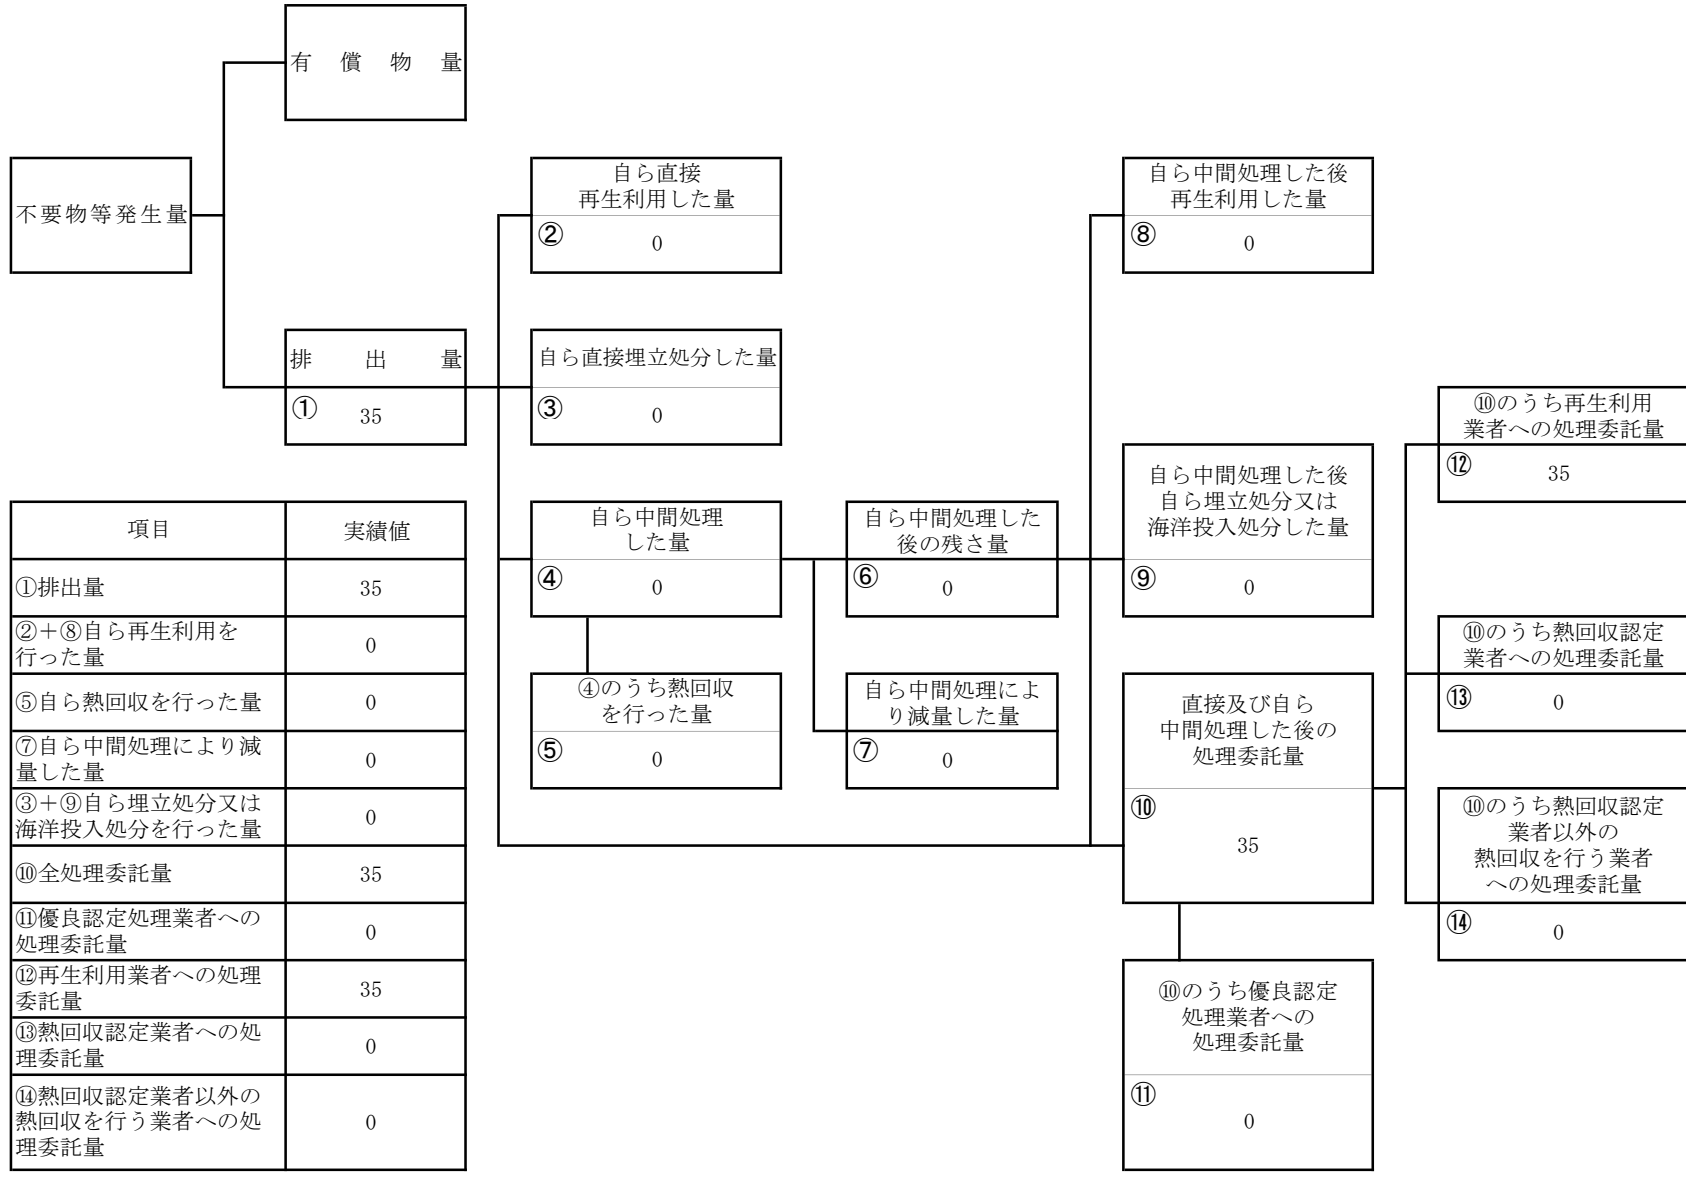 有償物量
不要物等発生量
排出量
①
35
自ら直接
再生利用した量
②
0
自ら直接埋立処分した量
③
0
自ら中間処理
した量
④
0
④のうち熱回収
を行った量
⑤
0
自ら中間処理した
後の残さ量
⑥
0
自ら中間処理によ
り減量した量
⑦
0
自ら中間処理した後
再生利用した量
⑧
0
自ら中間処理した後
自ら埋立処分又は
海洋投入処分した量
⑨
0
直接及び自ら
中間処理した後の
処理委託量
⑩
35
⑩のうち優良認定
処理業者への
処理委託量
⑪
0
⑩のうち再生利用
業者への処理委託量
⑫
35
⑩のうち熱回収認定
業者への処理委託量
⑬
0
⑩のうち熱回収認定
業者以外の
熱回収を行う業者
への処理委託量
⑭
0
項目
実績値
①排出量
35
②＋⑧自ら再生利用を
行った量
0
⑤自ら熱回収を行った量
0
⑦自ら中間処理により減
量した量
0
③＋⑨自ら埋立処分又は
海洋投入処分を行った量
0
⑩全処理委託量
35
⑪優良認定処理業者への
処理委託量
0
⑫再生利用業者への処理
委託量
35
⑬熱回収認定業者への処
理委託量
0
⑭熱回収認定業者以外の
熱回収を行う業者への処
理委託量
0